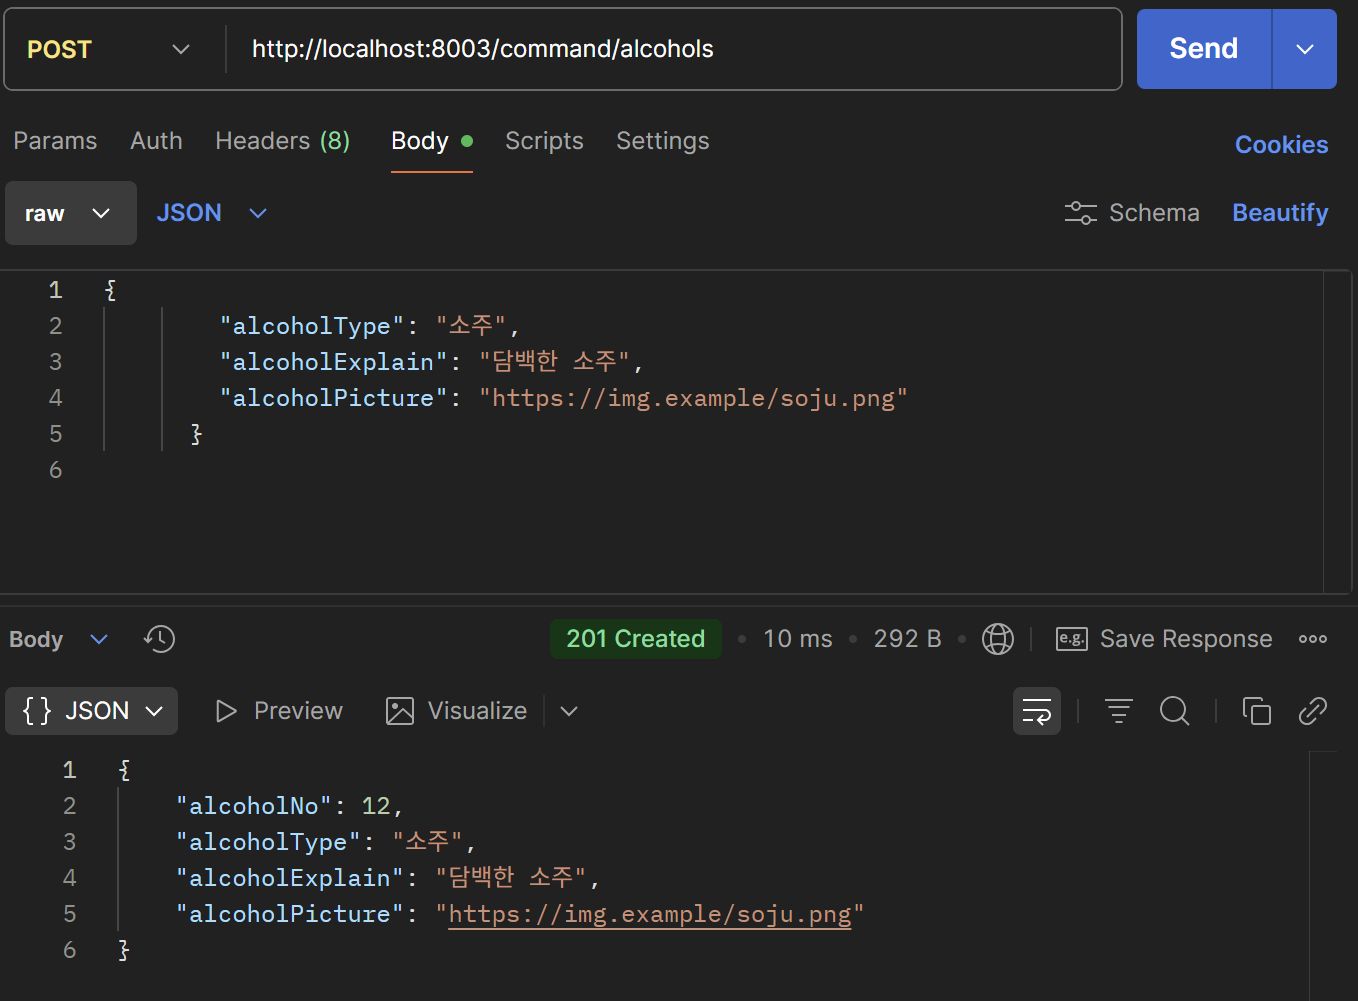 POST http://localhost:8003/command/alcohols Send
Params Auth Headers (8) Body Scripts Settings Cookies
raw JSON Schema Beautify
1 {
2 "alcoholType": "소주",
3 "alcoholExplain": "담백한 소주",
4 "alcoholPicture": "https://img.example/soju.png"
5 }
6
Body 201 Created 10 ms 292 B e.g. Save Response
{} JSON Preview Visualize
1 {
2 "alcoholNo": 12,
3 "alcoholType": "소주",
4 "alcoholExplain": "담백한 소주",
5 "alcoholPicture": "https://img.example/soju.png"
6 }